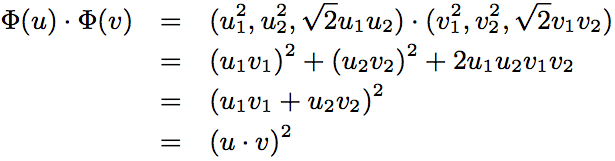 Φ(u) · Φ(v) = (u₁², u₂², √2u₁u₂) · (v₁², v₂², √2v₁v₂)
= (u₁v₁)² + (u₂v₂)² + 2u₁u₂v₁v₂
= (u₁v₁ + u₂v₂)²
= (u · v)²